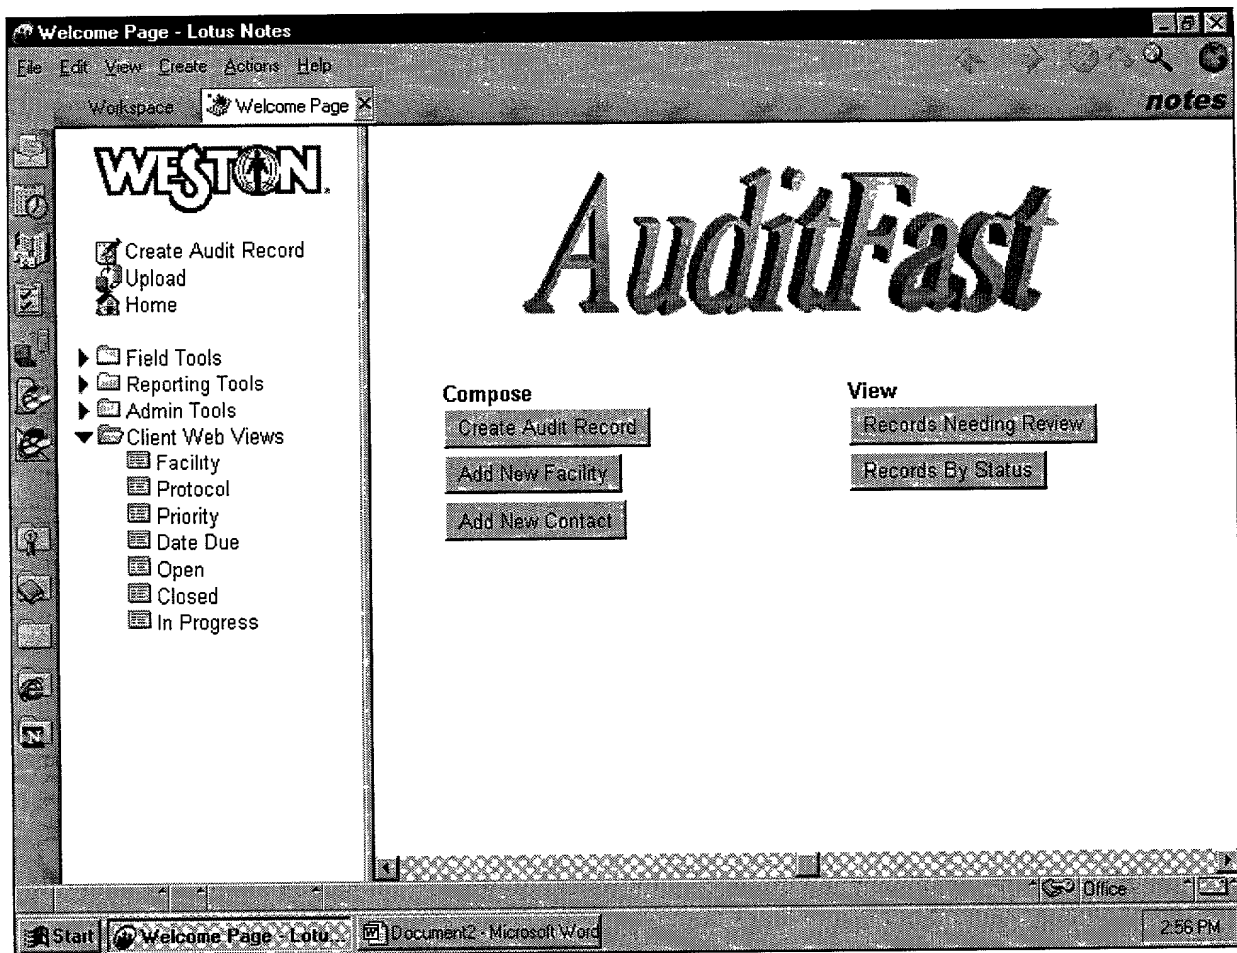 Welcome Page - Lotus Notes
File Edit View Create Actions Help
Workspace Welcome Page
notes
WESTON.
Create Audit Record
Upload
Home
Field Tools
Reporting Tools
Admin Tools
Client Web Views
Facility
Protocol
Priority
Date Due
Open
Closed
In Progress
AuditFast
Compose
Create Audit Record
Add New Facility
Add New Contact
View
Records Needing Review
Records By Status
Office
Start Welcome Page - Lotu... Document2 - Microsoft Word 2:56 PM